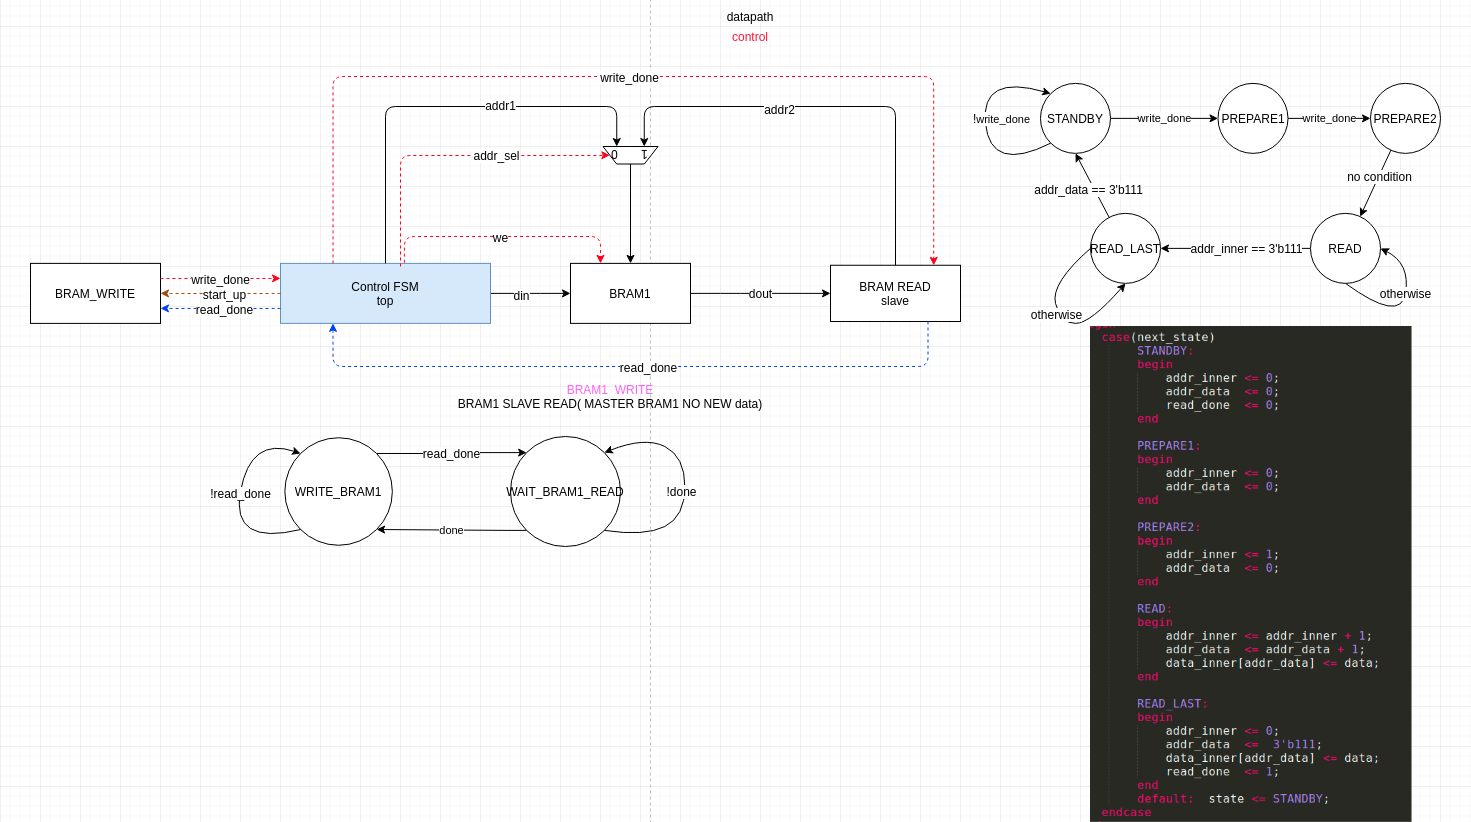 datapath
control
write_done
addr1
addr2
addr_sel
0
1
we
BRAM_WRITE
write_done
start_up
read_done
Control FSM
top
din
BRAM1
dout
BRAM READ
slave
read_done
BRAM1_WRITE
BRAM1 SLAVE READ( MASTER BRAM1 NO NEW data)
!read_done
WRITE_BRAM1
read_done
done
WAIT_BRAM1_READ
!done
!write_done
STANDBY
write_done
PREPARE1
write_done
PREPARE2
no condition
addr_data == 3'b111
READ_LAST
addr_inner == 3'b111
READ
otherwise
otherwise
case(next_state)
STANDBY:
begin
addr_inner <= 0;
addr_data <= 0;
read_done <= 0;
end
PREPARE1:
begin
addr_inner <= 0;
addr_data <= 0;
end
PREPARE2:
begin
addr_inner <= 1;
addr_data <= 0;
end
READ:
begin
addr_inner <= addr_inner + 1;
addr_data <= addr_data + 1;
data_inner[addr_data] <= data;
end
READ_LAST:
begin
addr_inner <= 0;
addr_data <= 3'b111;
data_inner[addr_data] <= data;
read_done <= 1;
end
default: state <= STANDBY;
endcase